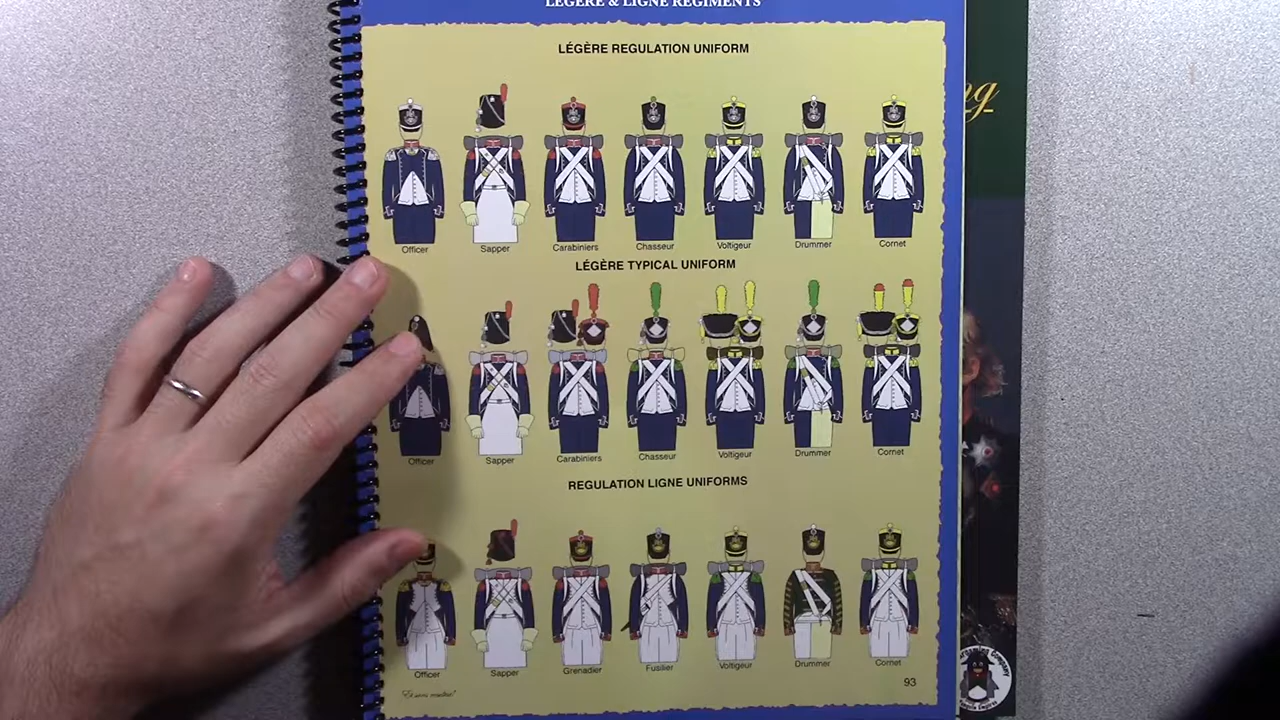 LÉGÈRE & LIGNE REGIMENTS
LÉGÈRE REGULATION UNIFORM
Officer Sapper Carabiniers Chasseur Voltigeur Drummer Cornet
LÉGÈRE TYPICAL UNIFORM
Officer Sapper Carabiniers Chasseur Voltigeur Drummer Cornet
REGULATION LIGNE UNIFORMS
Officer Sapper Grenadier Fusilier Voltigeur Drummer Cornet
93